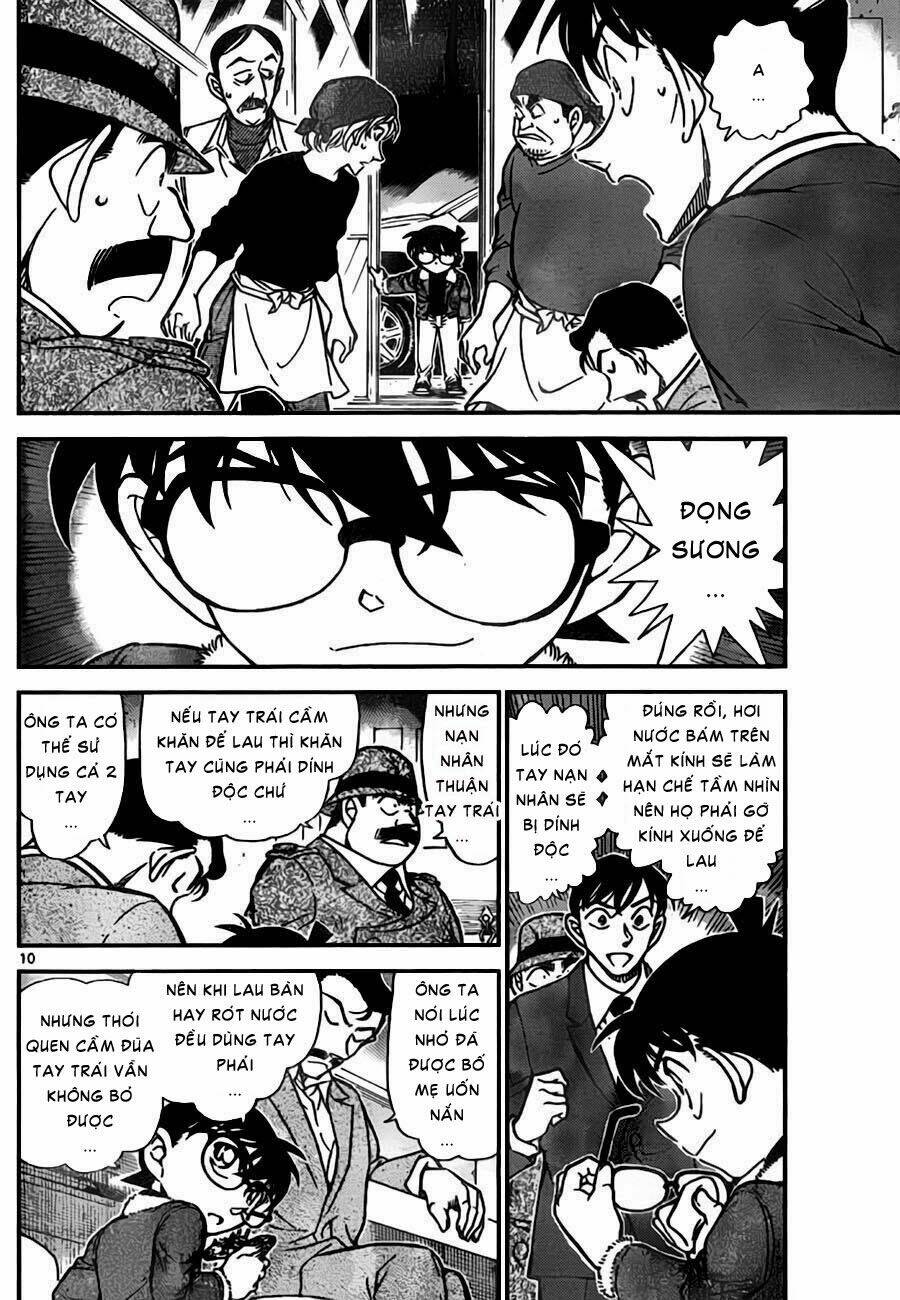 A
...
ĐỌNG
SƯƠNG
...
ĐÚNG RỒI, HƠI
NƯỚC BÁM TRÊN
MẮT KÍNH SẼ LÀM
HẠN CHẾ TẦM NHÌN
NÊN HỌ PHẢI GỠ
KÍNH XUỐNG ĐỂ
LAU
...
LÚC ĐÓ
TAY NẠN
NHÂN SẼ
BỊ DÍNH
ĐỘC
...
NHƯNG
NẠN
NHÂN
THUẬN
TAY TRÁI
...
NẾU TAY TRÁI CẦM
KHĂN ĐỂ LAU THÌ KHĂN
TAY CŨNG PHẢI DÍNH
ĐỘC CHỨ
...
ÔNG TA CÓ
THỂ SỬ
DỤNG CẢ 2
TAY
...
10
ÔNG TA
NÓI LÚC
NHỎ ĐÃ
ĐƯỢC BỐ
MẸ UỐN
NẮN
...
NÊN KHI LAU BÀN
HAY RÓT NƯỚC
ĐỀU DÙNG TAY
PHẢI
...
NHƯNG THÓI
QUEN CẦM ĐŨA
TAY TRÁI VẪN
KHÔNG BỎ
ĐƯỢC
...